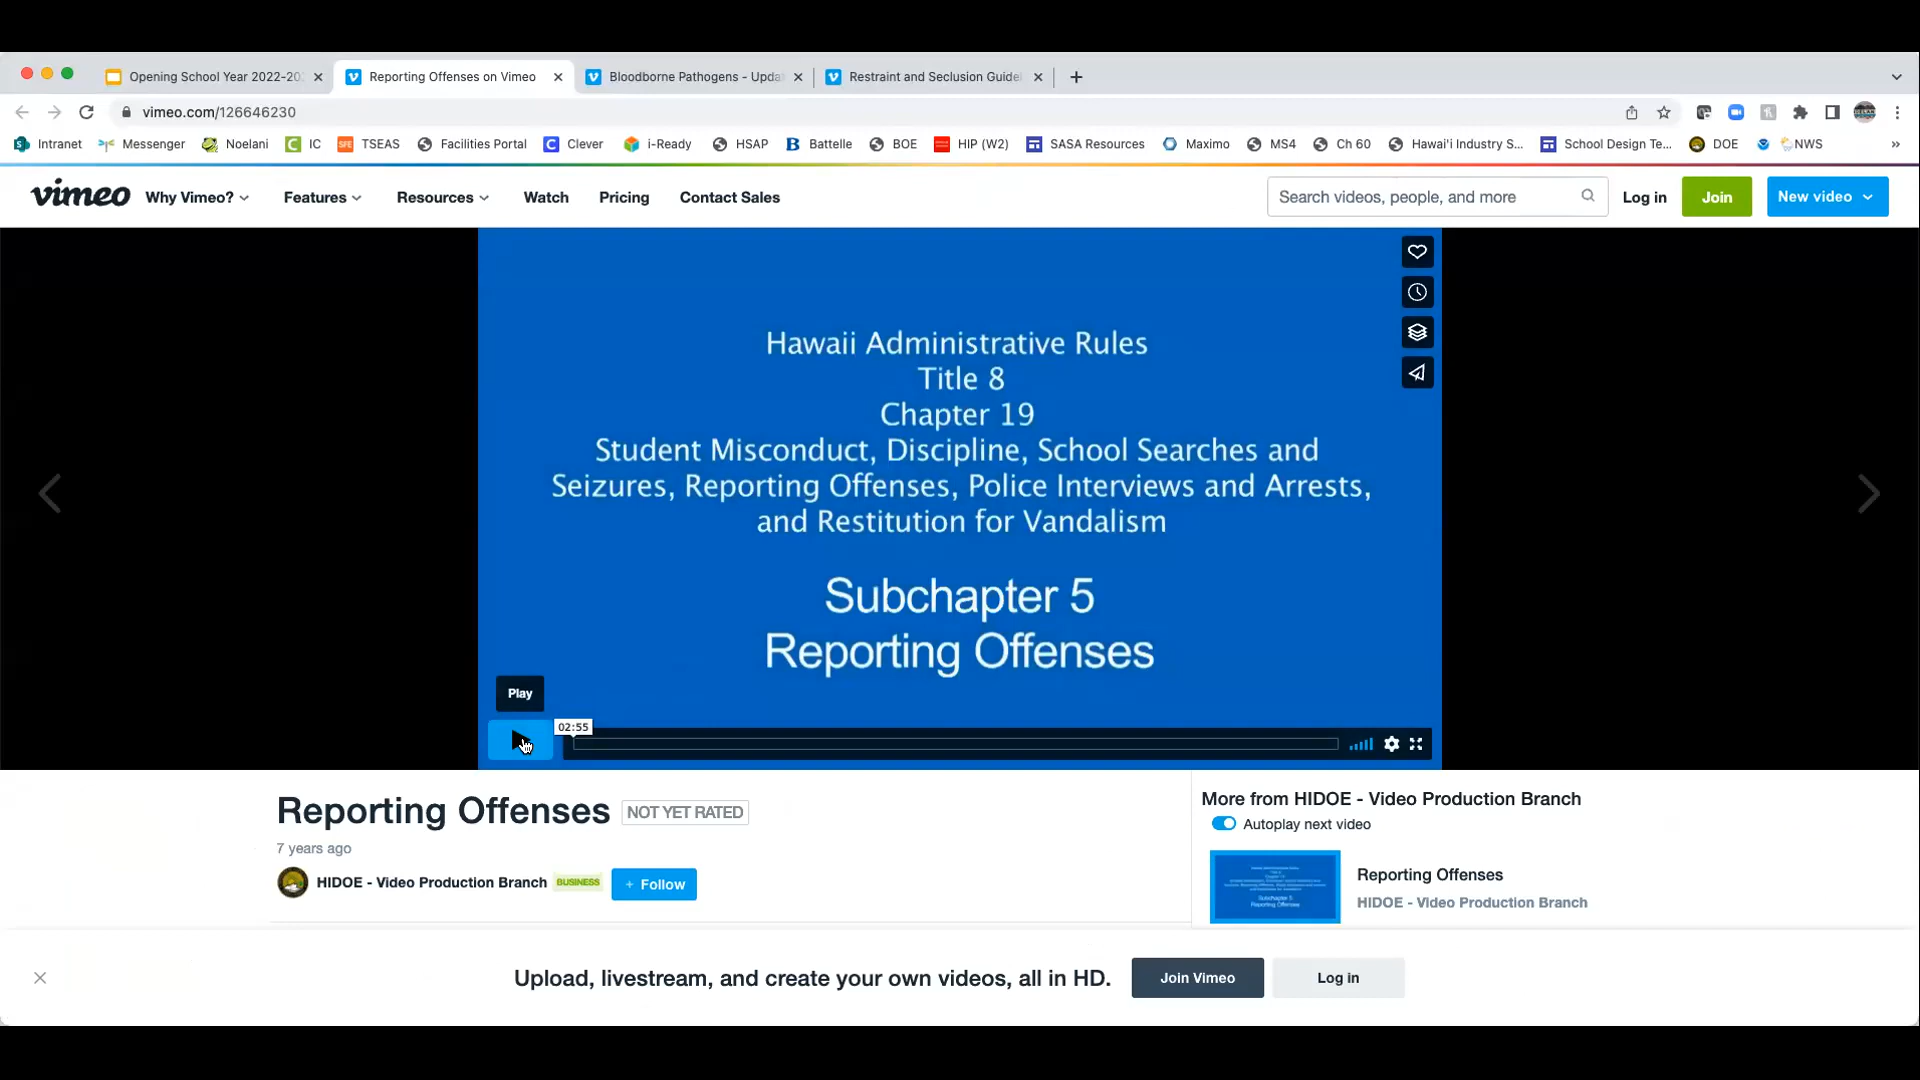 Opening School Year 2022-20
Reporting Offenses on Vimeo
Bloodborne Pathogens - Upda
Restraint and Seclusion Guide
vimeo.com/126646230
Intranet
Messenger
Noelani
IC
TSEAS
Facilities Portal
Clever
i-Ready
HSAP
Battelle
BOE
HIP (W2)
SASA Resources
Maximo
MS4
Ch 60
Hawai'i Industry S...
School Design Te...
DOE
NWS
vimeo
Why Vimeo?
Features
Resources
Watch
Pricing
Contact Sales
Search videos, people, and more
Log in
Join
New video
Hawaii Administrative Rules
Title 8
Chapter 19
Student Misconduct, Discipline, School Searches and
Seizures, Reporting Offenses, Police Interviews and Arrests,
and Restitution for Vandalism
Subchapter 5
Reporting Offenses
Play
02:55
Reporting Offenses
NOT YET RATED
7 years ago
HIDOE - Video Production Branch
BUSINESS
+ Follow
More from HIDOE - Video Production Branch
Autoplay next video
Subchapter 5
Reporting Offenses
Reporting Offenses
HIDOE - Video Production Branch
Upload, livestream, and create your own videos, all in HD.
Join Vimeo
Log in